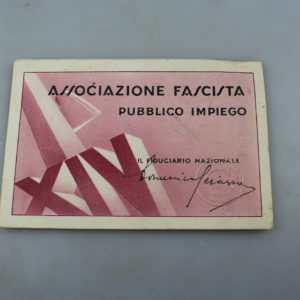 ASSOCIAZIONE FASCISTA
PUBBLICO IMPIEGO
IL FIDUCIARIO NAZIONALE
XIV